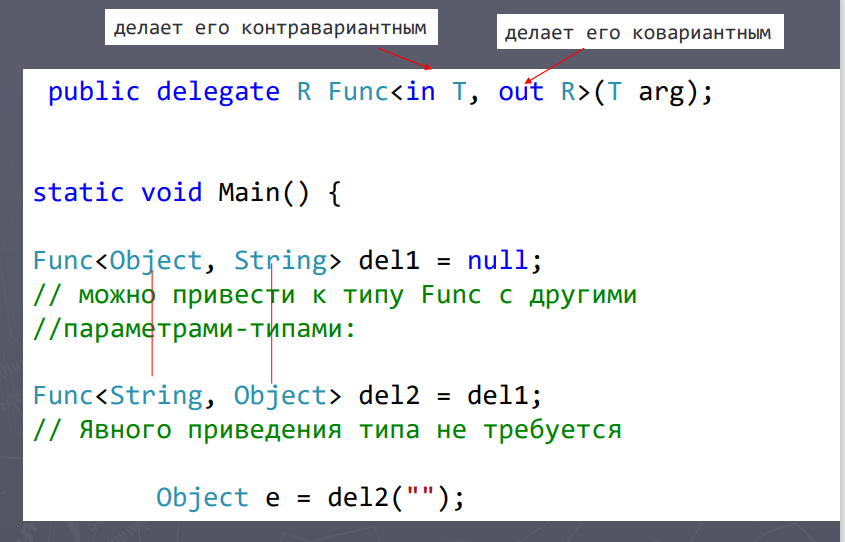 делает его контравариантным
делает его ковариантным
public delegate R Func<in T, out R>(T arg);
static void Main() {
Func<Object, String> del1 = null;
// можно привести к типу Func с другими
//параметрами-типами:
Func<String, Object> del2 = del1;
// Явного приведения типа не требуется
Object e = del2("");